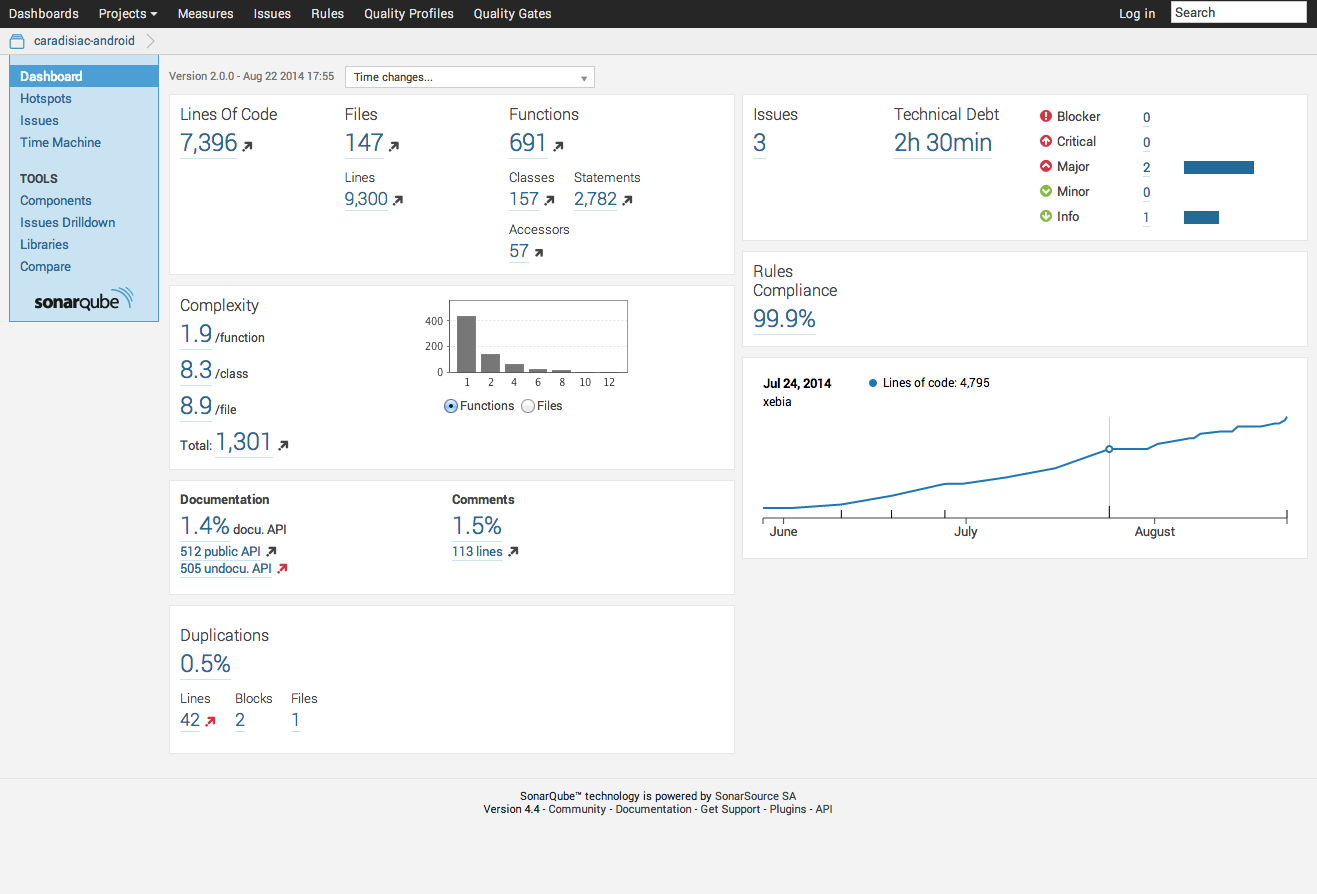 Dashboards Projects Measures Issues Rules Quality Profiles Quality Gates Log in Search
caradisiac-android
Dashboard
Hotspots
Issues
Time Machine
TOOLS
Components
Issues Drilldown
Libraries
Compare
sonarqube
Version 2.0.0 - Aug 22 2014 17:55 Time changes...
Lines Of Code Files Functions
7,396 147 691
Lines Classes Statements
9,300 157 2,782
Accessors
57
Complexity
1.9 /function
8.3 /class
8.9 /file
Total: 1,301
400
200
0
1 2 4 6 8 10 12
Functions Files
Documentation Comments
1.4% docu. API 1.5%
512 public API 113 lines
505 undocu. API
Duplications
0.5%
Lines Blocks Files
42 2 1
Issues Technical Debt
3 2h 30min
Blocker 0
Critical 0
Major 2
Minor 0
Info 1
Rules
Compliance
99.9%
Jul 24, 2014 Lines of code: 4,795
xebia
June July August
SonarQube™ technology is powered by SonarSource SA
Version 4.4 - Community - Documentation - Get Support - Plugins - API